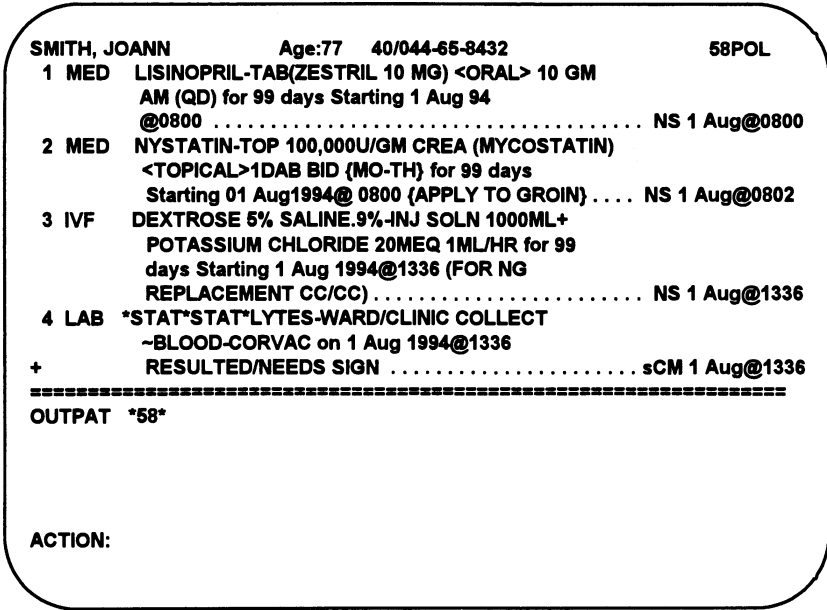 SMITH, JOANN Age:77 40/044-65-8432 58POL
1 MED LISINOPRIL-TAB(ZESTRIL 10 MG) <ORAL> 10 GM
AM (QD) for 99 days Starting 1 Aug 94
@0800 ...................................... NS 1 Aug@0800
2 MED NYSTATIN-TOP 100,000U/GM CREA (MYCOSTATIN)
<TOPICAL>1DAB BID {MO-TH} for 99 days
Starting 01 Aug1994@ 0800 {APPLY TO GROIN} .... NS 1 Aug@0802
3 IVF DEXTROSE 5% SALINE.9%-INJ SOLN 1000ML+
POTASSIUM CHLORIDE 20MEQ 1ML/HR for 99
days Starting 1 Aug 1994@1336 (FOR NG
REPLACEMENT CC/CC) ........................ NS 1 Aug@1336
4 LAB *STAT*STAT*LYTES-WARD/CLINIC COLLECT
~BLOOD-CORVAC on 1 Aug 1994@1336
+ RESULTED/NEEDS SIGN ...................... sCM 1 Aug@1336
==================================================================
OUTPAT *58*
ACTION: